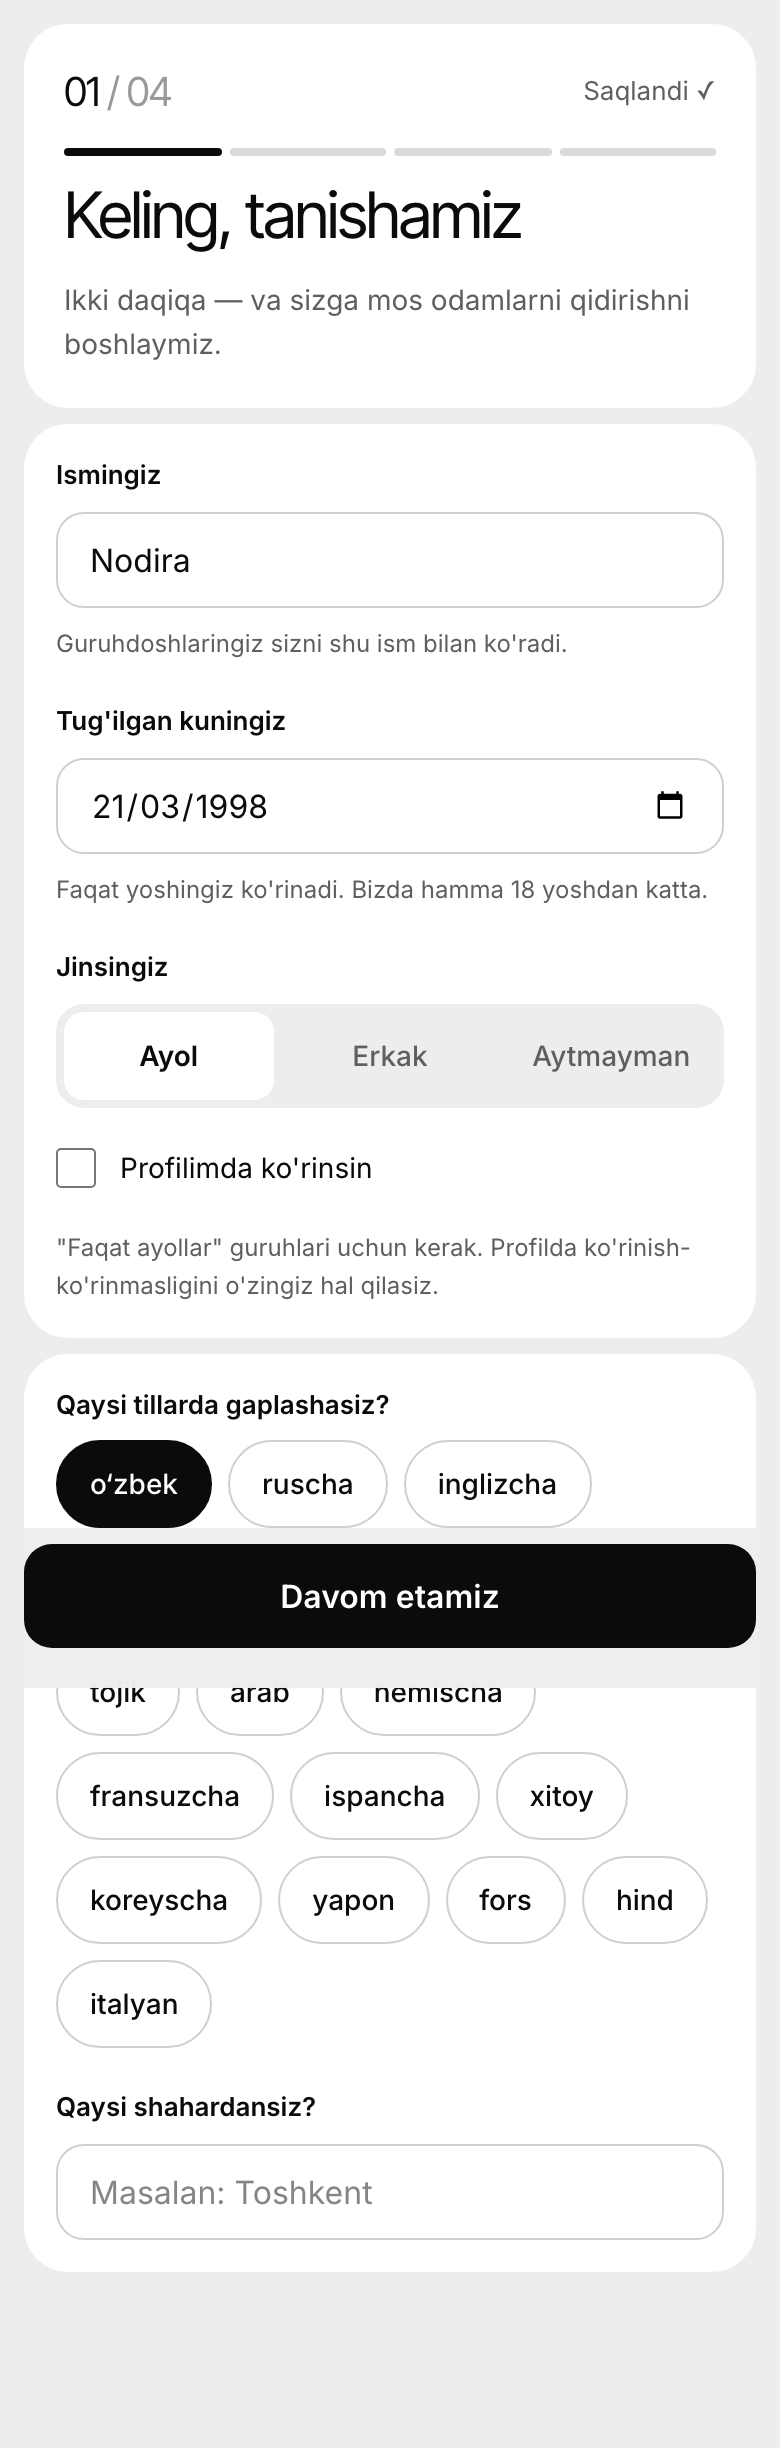 01 / 04
Saqlandi ✓
Keling, tanishamiz
Ikki daqiqa — va sizga mos odamlarni qidirishni
boshlaymiz.
Ismingiz
Nodira
Guruhdoshlaringiz sizni shu ism bilan ko'radi.
Tug'ilgan kuningiz
21/03/1998
Faqat yoshingiz ko'rinadi. Bizda hamma 18 yoshdan katta.
Jinsingiz
Ayol Erkak Aytmayman
Profilimda ko'rinsin
"Faqat ayollar" guruhlari uchun kerak. Profilda ko'rinish-
ko'rinmasligini o'zingiz hal qilasiz.
Qaysi tillarda gaplashasiz?
oʻzbek ruscha inglizcha
Davom etamiz
tojik arab nemischa
fransuzcha ispancha xitoy
koreyscha yapon fors hind
italyan
Qaysi shahardansiz?
Masalan: Toshkent